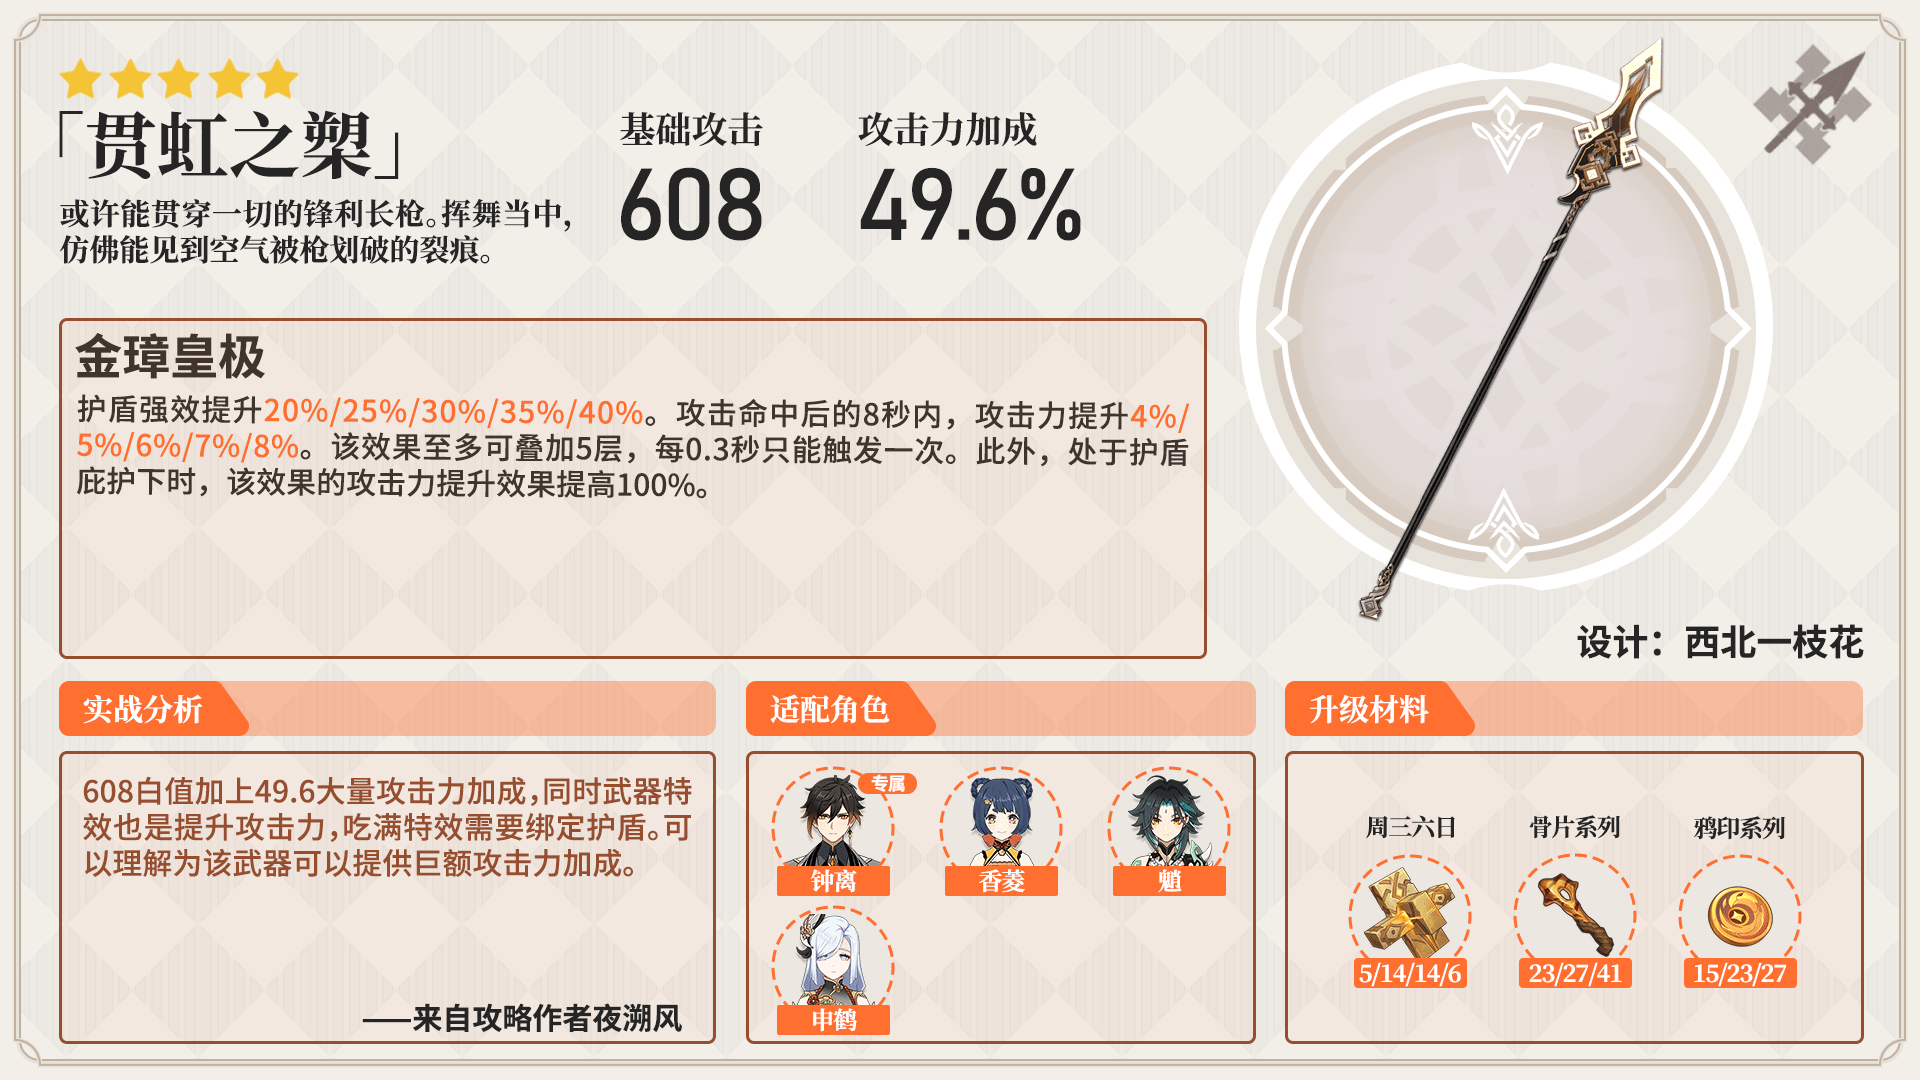 「贯虹之槊」
或许能贯穿一切的锋利长枪。挥舞当中，
仿佛能见到空气被枪划破的裂痕。
基础攻击
608
攻击力加成
49.6%
金璋皇极
护盾强效提升20%/25%/30%/35%/40%。攻击命中后的8秒内，攻击力提升4%/
5%/6%/7%/8%。该效果至多可叠加5层，每0.3秒只能触发一次。此外，处于护盾
庇护下时，该效果的攻击力提升效果提高100%。
设计：西北一枝花
实战分析
608白值加上49.6大量攻击力加成，同时武器特
效也是提升攻击力，吃满特效需要绑定护盾。可
以理解为该武器可以提供巨额攻击力加成。
——来自攻略作者夜溯风
适配角色
专属
钟离
香菱
魈
申鹤
升级材料
周三六日
骨片系列
鸦印系列
5/14/14/6
23/27/41
15/23/27